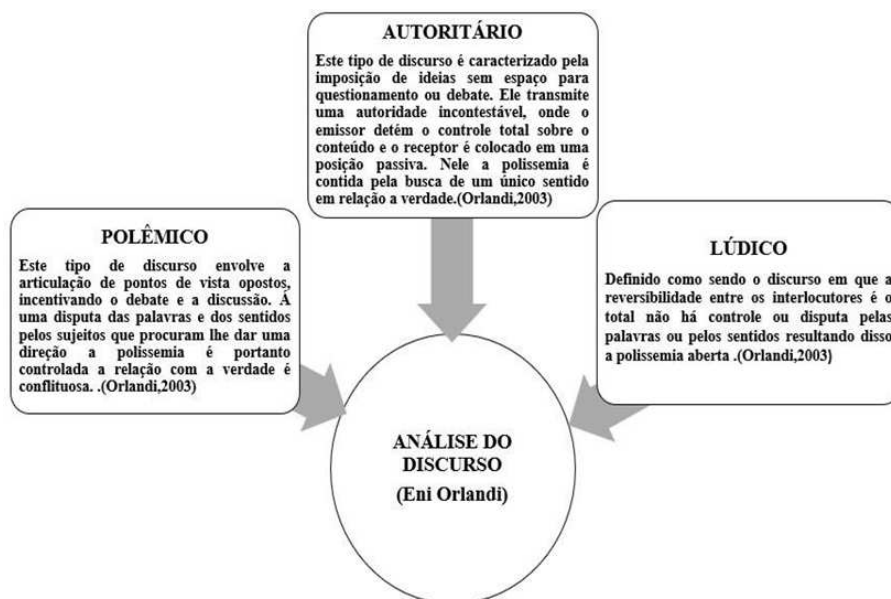 AUTORITÁRIO
Este tipo de discurso é caracterizado pela
imposição de ideias sem espaço para
questionamento ou debate. Ele transmite
uma autoridade incontestável, onde o
emissor detém o controle total sobre o
conteúdo e o receptor é colocado em uma
posição passiva. Nele a polissemia é
contida pela busca de um único sentido
em relação a verdade.(Orlandi,2003)
POLÊMICO
Este tipo de discurso envolve a
articulação de pontos de vista opostos,
incentivando o debate e a discussão. Á
uma disputa das palavras e dos sentidos
pelos sujeitos que procuram lhe dar uma
direção a polissemia é portanto
controlada a relação com a verdade é
conflituosa. .(Orlandi,2003)
LÚDICO
Definido como sendo o discurso em que a
reversibilidade entre os interlocutores é o
total não há controle ou disputa pelas
palavras ou pelos sentidos resultando disso
a polissemia aberta .(Orlandi,2003)
ANÁLISE DO
DISCURSO
(Eni Orlandi)